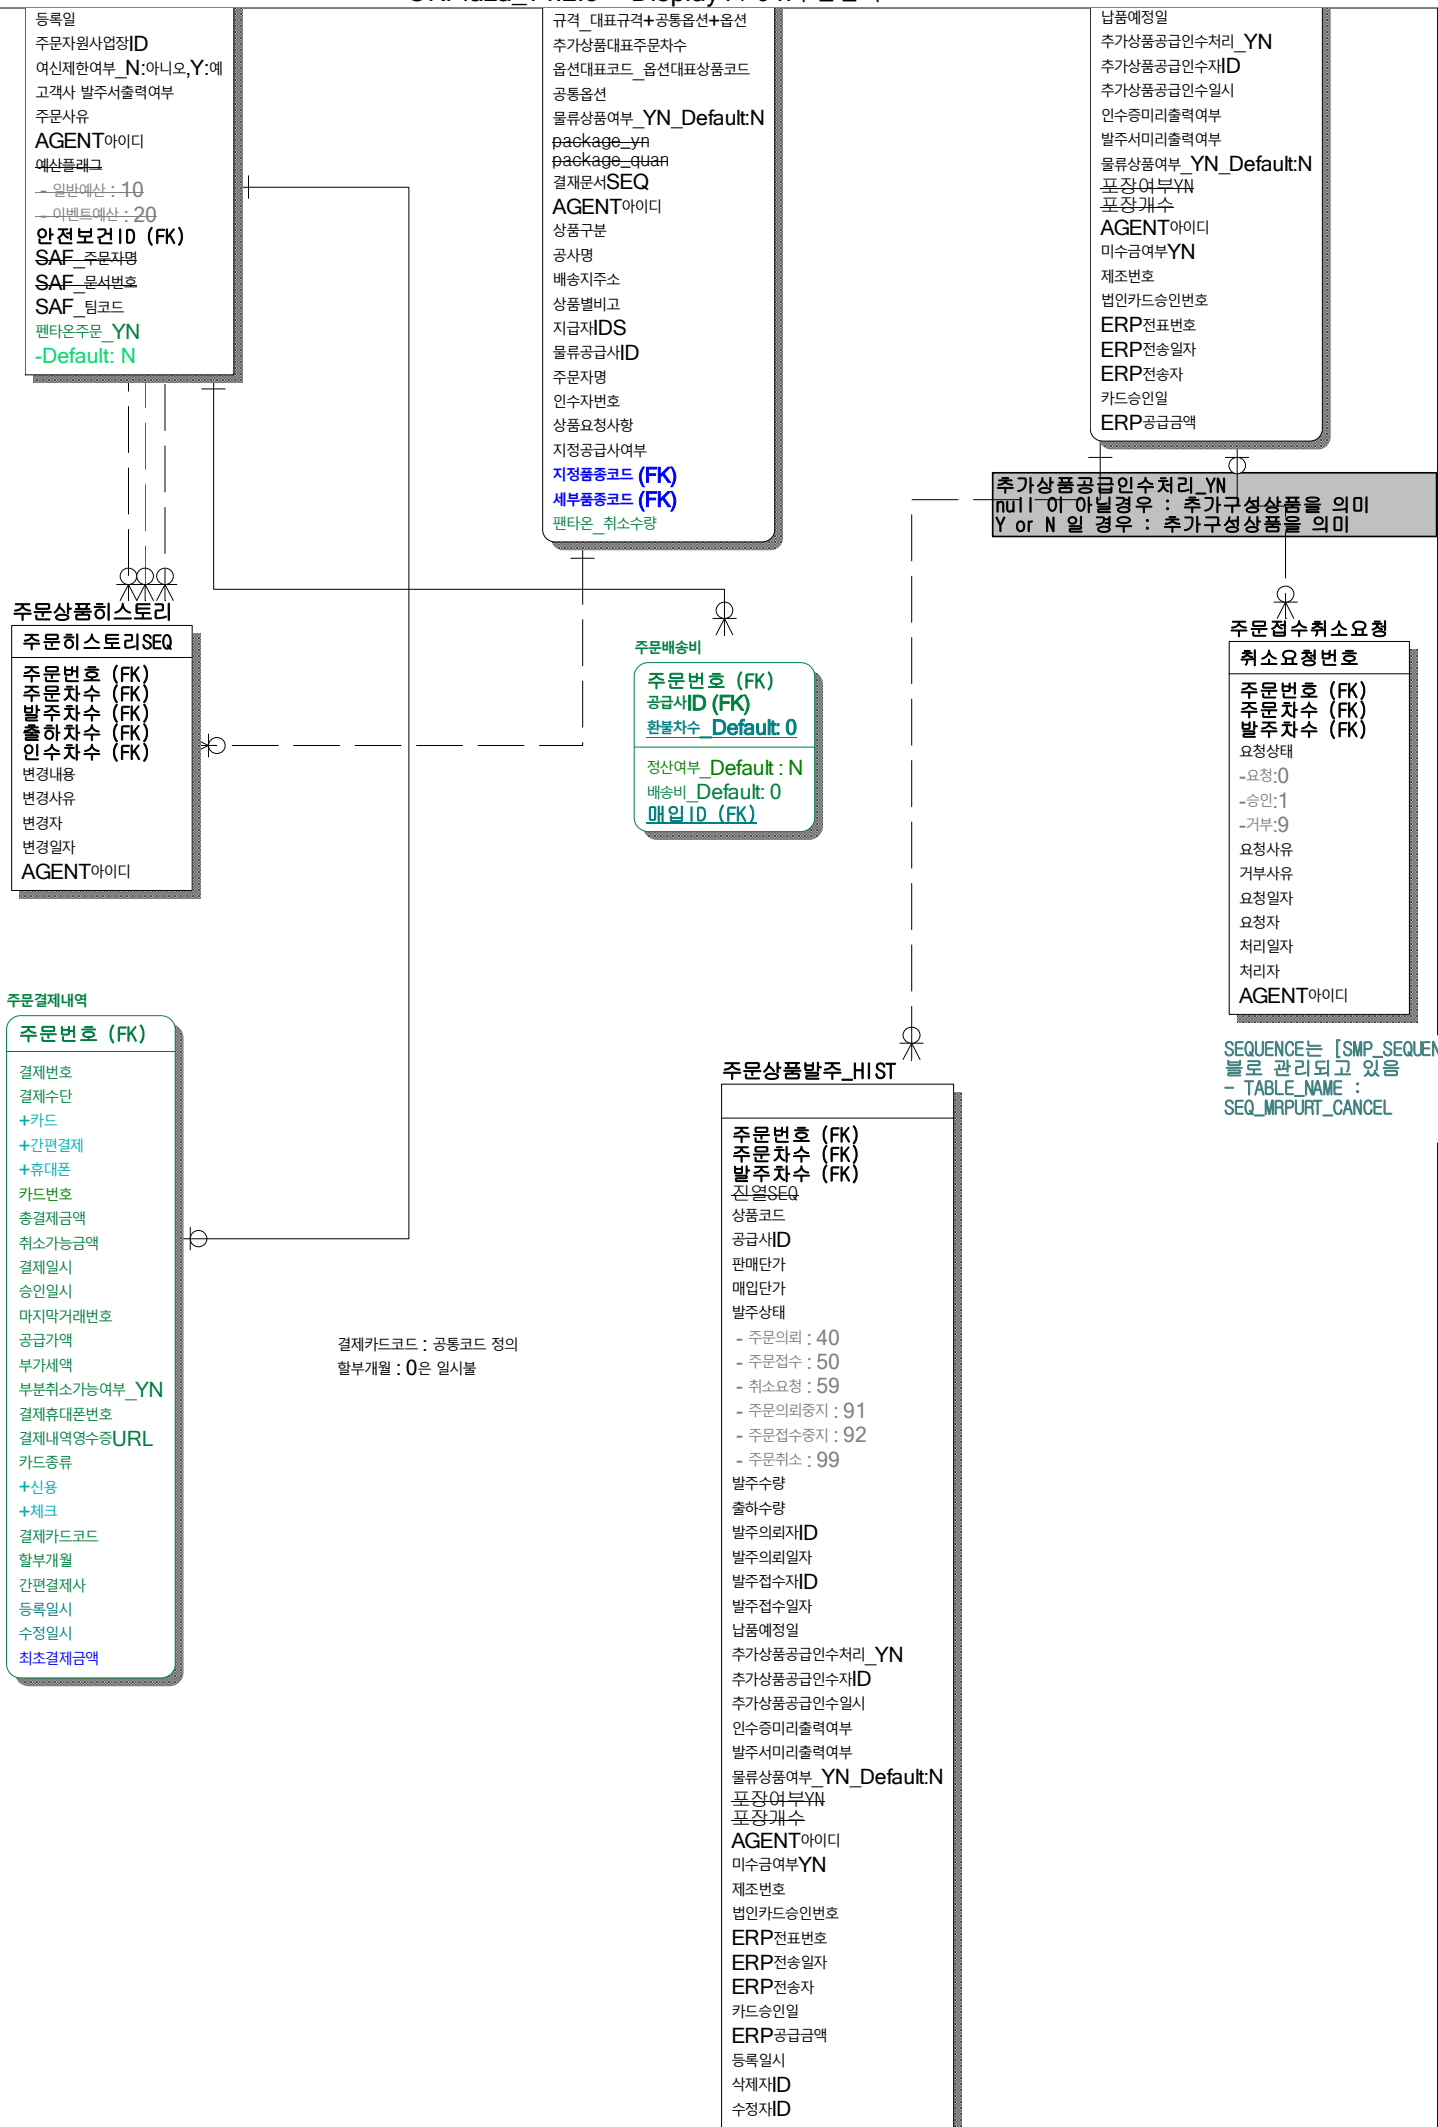 등록일
주문자원사업장ID
여신제한여부_N:아니오,Y:예
고객사 발주서출력여부
주문사유
AGENT아이디
예산플래그
- 일반예산 : 10
- 이벤트예산 : 20
안전보건ID (FK)
SAF_주문자명
SAF_문서번호
SAF_팀코드
펜타온주문_YN
-Default: N
규격_대표규격+공통옵션+옵션
추가상품대표주문차수
옵션대표코드_옵션대표상품코드
공통옵션
물류상품여부_YN_Default:N
package_yn
package_quan
결재문서SEQ
AGENT아이디
상품구분
공사명
배송지주소
상품별비고
지급자IDS
물류공급사ID
주문자명
인수자번호
상품요청사항
지정공급사여부
지정품종코드 (FK)
세부품종코드 (FK)
팬타온_취소수량
납품예정일
추가상품공급인수처리_YN
추가상품공급인수자ID
추가상품공급인수일시
인수증미리출력여부
발주서미리출력여부
물류상품여부_YN_Default:N
포장여부YN
포장개수
AGENT아이디
미수금여부YN
제조번호
법인카드승인번호
ERP전표번호
ERP전송일자
ERP전송자
카드승인일
ERP공급금액
추가상품공급인수처리_YN
null 이 아닐경우 : 추가구성상품을 의미
Y or N 일 경우 : 추가구성상품을 의미
주문상품히스토리
주문히스토리SEQ
주문번호 (FK)
주문차수 (FK)
발주차수 (FK)
출하차수 (FK)
인수차수 (FK)
변경내용
변경사유
변경자
변경일자
AGENT아이디
주문배송비
주문번호 (FK)
공급사ID (FK)
환불차수_Default: 0
정산여부_Default : N
배송비_Default: 0
매입ID (FK)
주문접수취소요청
취소요청번호
주문번호 (FK)
주문차수 (FK)
발주차수 (FK)
요청상태
-요청:0
-승인:1
-거부:9
요청사유
거부사유
요청일자
요청자
처리일자
처리자
AGENT아이디
SEQUENCE는 [SMP_SEQUEN
블로 관리되고 있음
- TABLE_NAME :
SEQ_MRPURT_CANCEL
주문결제내역
주문번호 (FK)
결제번호
결제수단
+카드
+간편결제
+휴대폰
카드번호
총결제금액
취소가능금액
결제일시
승인일시
마지막거래번호
공급가액
부가세액
부분취소가능여부_YN
결제휴대폰번호
결제내역영수증URL
카드종류
+신용
+체크
결제카드코드
할부개월
간편결제사
등록일시
수정일시
최초결제금액
결제카드코드 : 공통코드 정의
할부개월 : 0은 일시불
주문상품발주_HIST
주문번호 (FK)
주문차수 (FK)
발주차수 (FK)
진열SEQ
상품코드
공급사ID
판매단가
매입단가
발주상태
- 주문의뢰 : 40
- 주문접수 : 50
- 취소요청 : 59
- 주문의뢰중지 : 91
- 주문접수중지 : 92
- 주문취소 : 99
발주수량
출하수량
발주의뢰자ID
발주의뢰일자
발주접수자ID
발주접수일자
납품예정일
추가상품공급인수처리_YN
추가상품공급인수자ID
추가상품공급인수일시
인수증미리출력여부
발주서미리출력여부
물류상품여부_YN_Default:N
포장여부YN
포장개수
AGENT아이디
미수금여부YN
제조번호
법인카드승인번호
ERP전표번호
ERP전송일자
ERP전송자
카드승인일
ERP공급금액
등록일시
삭제자ID
수정자ID